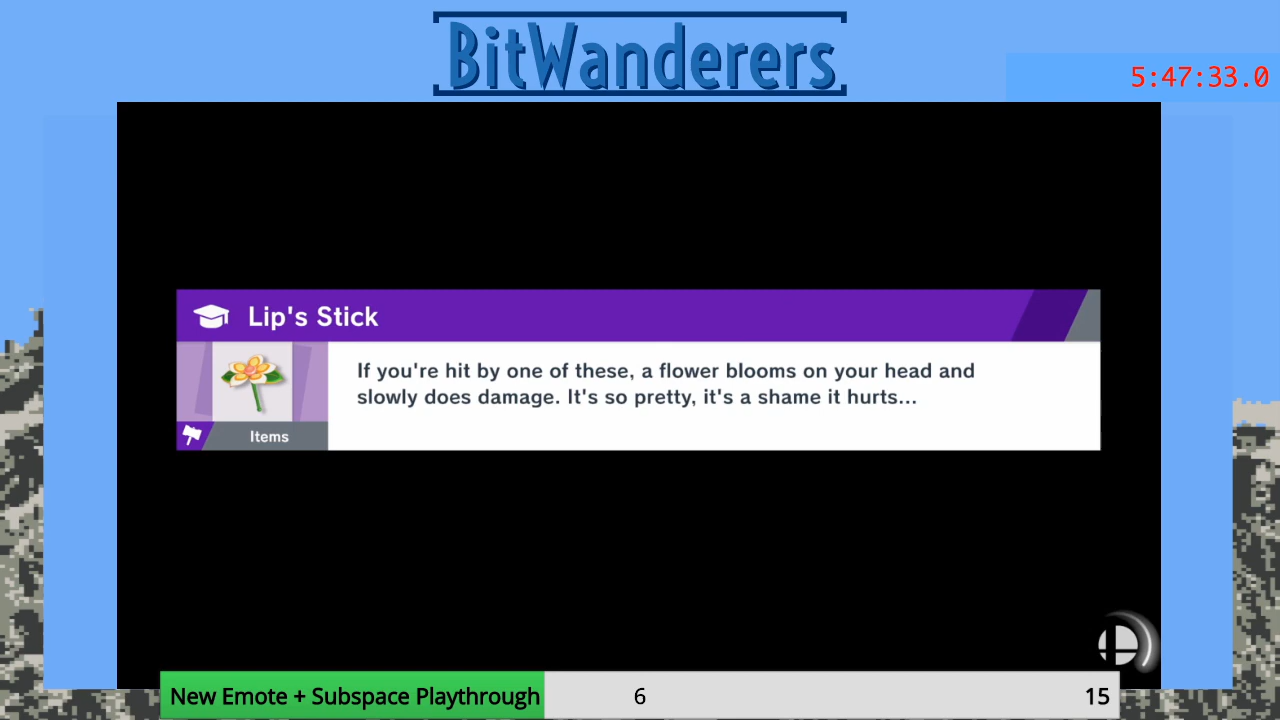 BitWanderers
5:47:33.0
Lip's Stick
If you're hit by one of these, a flower blooms on your head and
slowly does damage. It's so pretty, it's a shame it hurts...
Items
New Emote + Subspace Playthrough 6 15